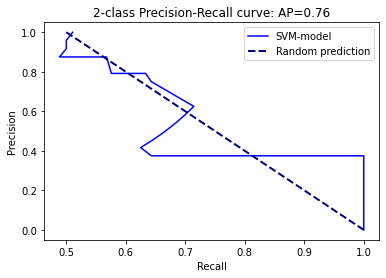 2-class Precision-Recall curve: AP=0.76
SVM-model
Random prediction
Precision
1.0
0.8
0.6
0.4
0.2
0.0
0.5
0.6
0.7
0.8
0.9
1.0
Recall